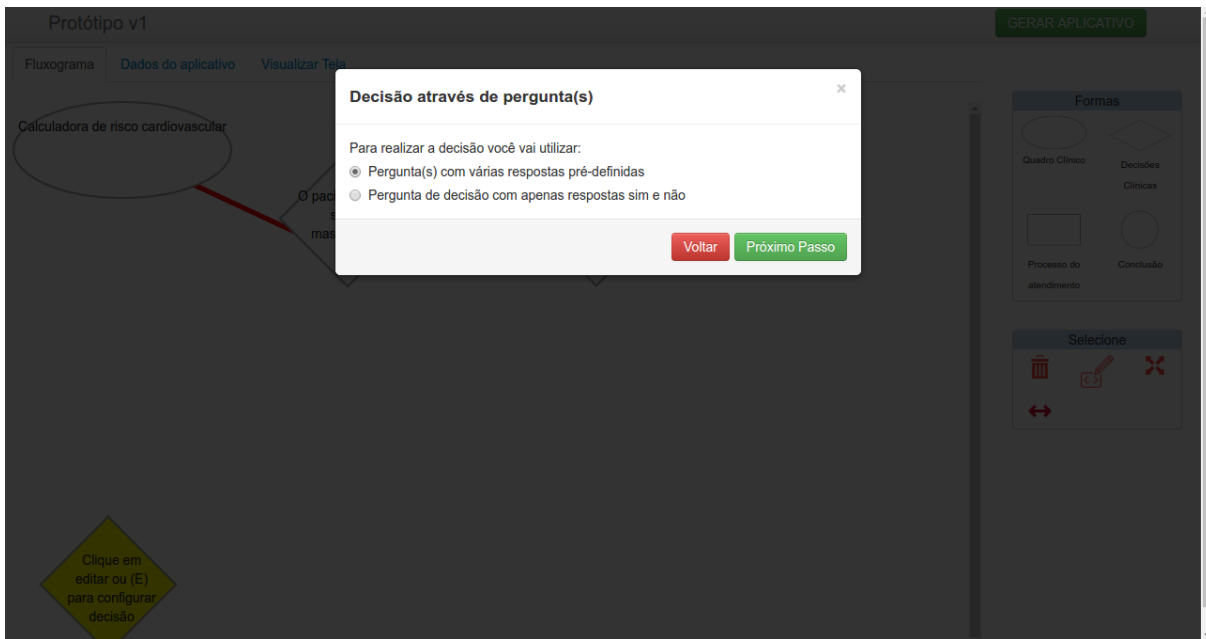 Protótipo v1
GERAR APLICATIVO
Fluxograma
Dados do aplicativo
Visualizar Tela
Calculadora de risco cardiovascular
O paci
s
mas
Decisão através de pergunta(s)
×
Para realizar a decisão você vai utilizar:
Pergunta(s) com várias respostas pré-definidas
Pergunta de decisão com apenas respostas sim e não
Voltar
Próximo Passo
Formas
Quadro Clínico
Decisões
Clínicas
Processo do
atendimento
Conclusão
Selecione
Clique em
editar ou (E)
para configurar
decisão